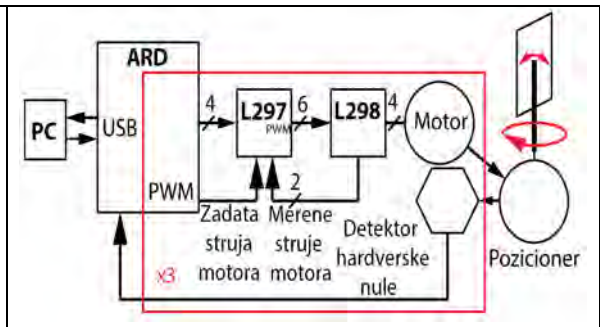 ARD
PC
USB
PWM
4
L297
PWM
6
L298
4
Motor
2
Zadata
struja
motora
Merene
struje
motora
Detektor
hardverske
nule
Pozicioner
x3